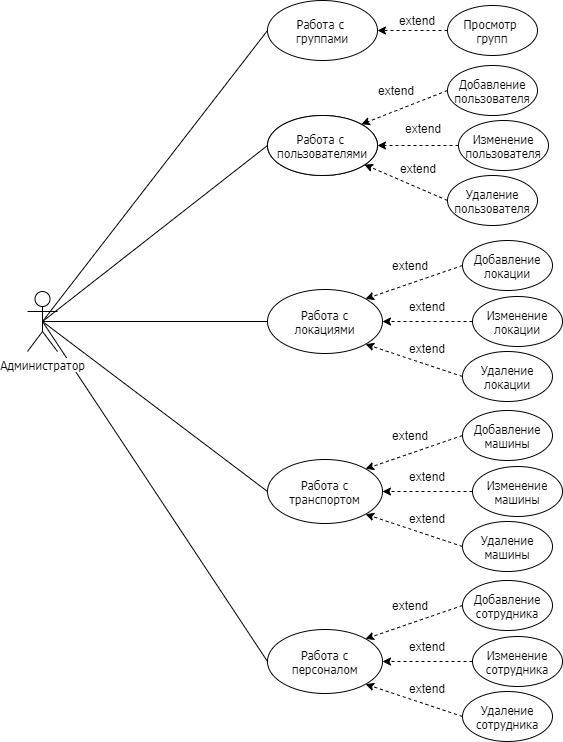 Работа с
группами
extend
Просмотр
групп
Работа с
пользователями
extend
Добавление
пользователя
extend
Изменение
пользователя
extend
Удаление
пользователя
Администратор
Работа с
локациями
extend
Добавление
локации
extend
Изменение
локации
extend
Удаление
локации
Работа с
транспортом
extend
Добавление
машины
extend
Изменение
машины
extend
Удаление
машины
Работа с
персоналом
extend
Добавление
сотрудника
extend
Изменение
сотрудника
extend
Удаление
сотрудника